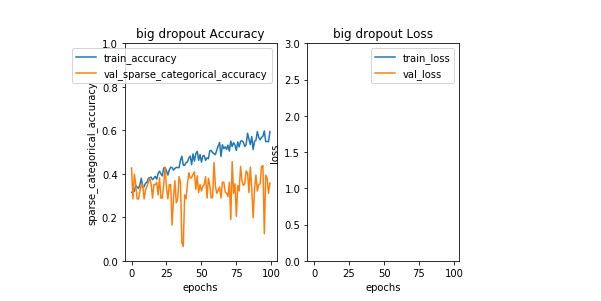 big dropout Accuracy
1.0
train_accuracy
val_sparse_categorical_accuracy
0.8
0.6
0.4
0.2
0.0
sparse_categorical_accuracy
0
25
50
75
100
epochs
big dropout Loss
3.0
train_loss
val_loss
2.5
2.0
1.5
1.0
0.5
0.0
loss
0
25
50
75
100
epochs